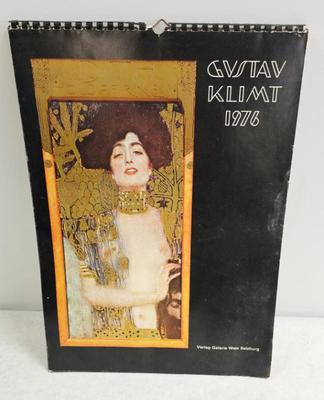 GUSTAV
KLIMT
1976
Verlag Galerie Welz Salzburg